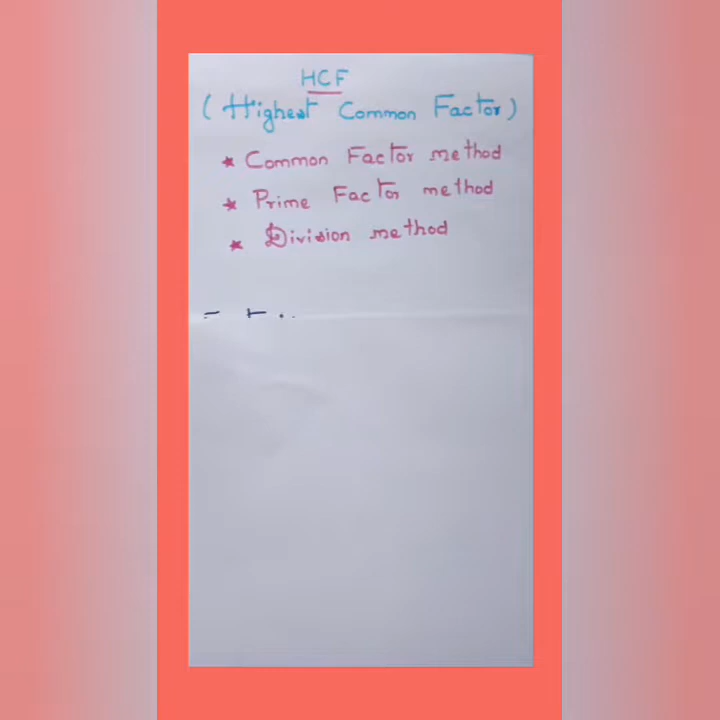 HCF
(Highest Common Factor)
* Common Factor method
* Prime Factor method
* Division method